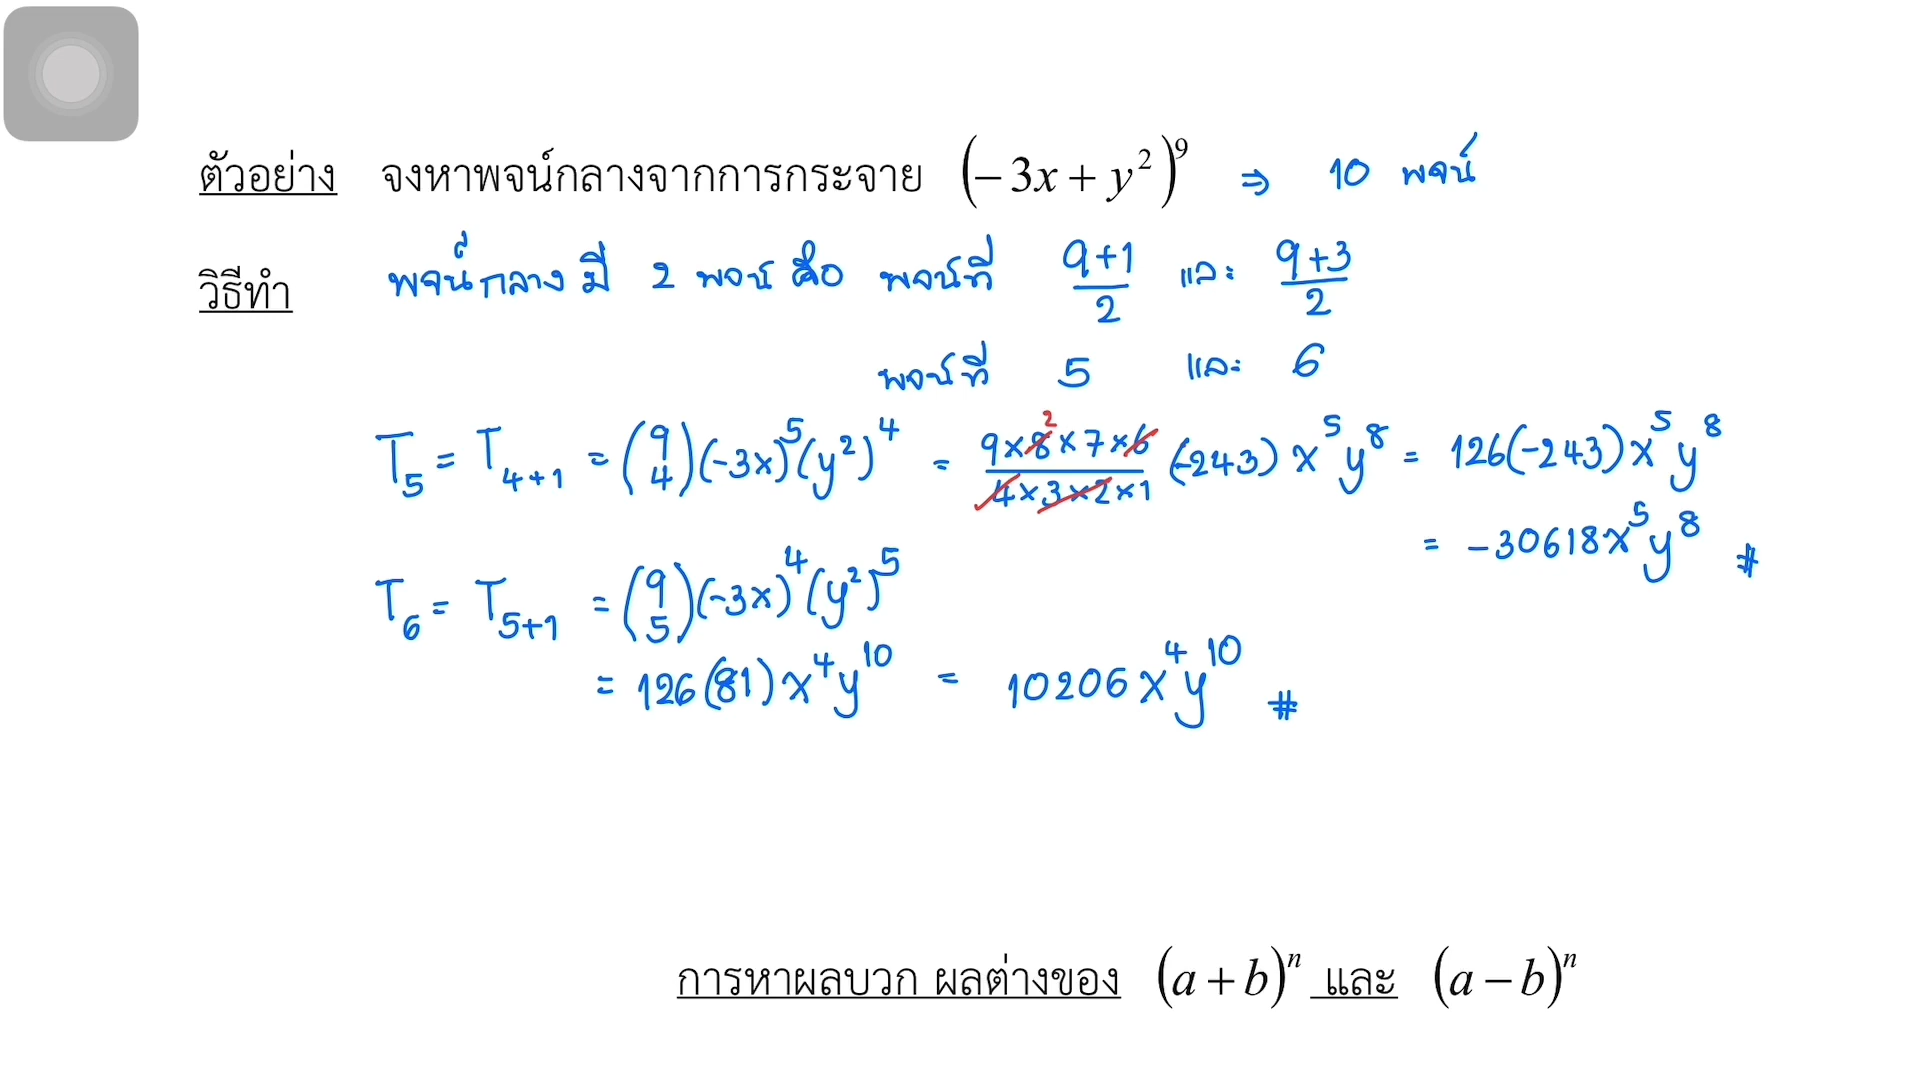 ตัวอย่าง จงหาพจน์กลางจากการกระจาย (−3x + y²)⁹ ⇒ 10 พจน์
วิธีทำ พจน์กลางมี 2 พจน์ คือ พจน์ที่ (9+1)/2 และ (9+3)/2
พจน์ที่ 5 และ 6
T₅ = T₄₊₁ = (9 4)(-3x)⁵(y²)⁴ = (9×8×7×6)/(4×3×2×1) (-243) x⁵y⁸ = 126(-243)x⁵y⁸
2
= -30618x⁵y⁸ #
T₆ = T₅₊₁ = (9 5)(-3x)⁴(y²)⁵
= 126(81)x⁴y¹⁰ = 10206x⁴y¹⁰ #
การหาผลบวก ผลต่างของ (a + b)ⁿ และ (a − b)ⁿ